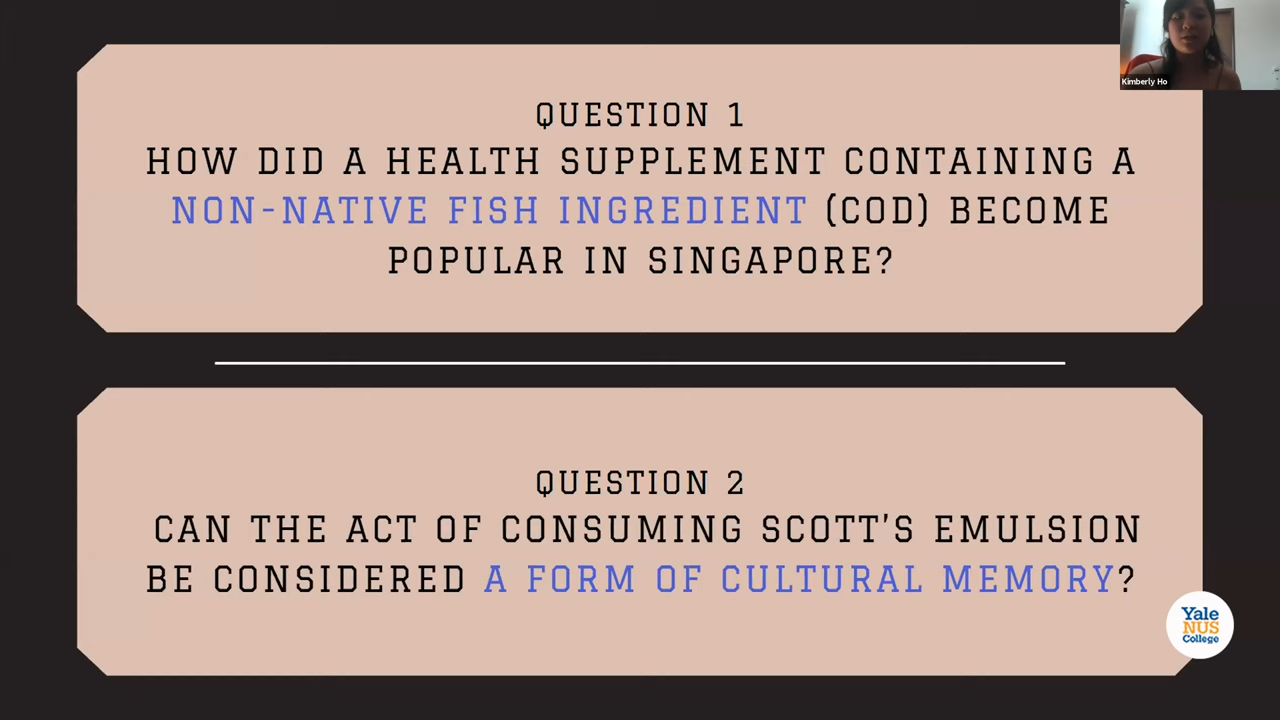 Kimberly Ho
QUESTION 1
HOW DID A HEALTH SUPPLEMENT CONTAINING A
NON-NATIVE FISH INGREDIENT (COD) BECOME
POPULAR IN SINGAPORE?
QUESTION 2
CAN THE ACT OF CONSUMING SCOTT'S EMULSION
BE CONSIDERED A FORM OF CULTURAL MEMORY?
Yale
NUS
College